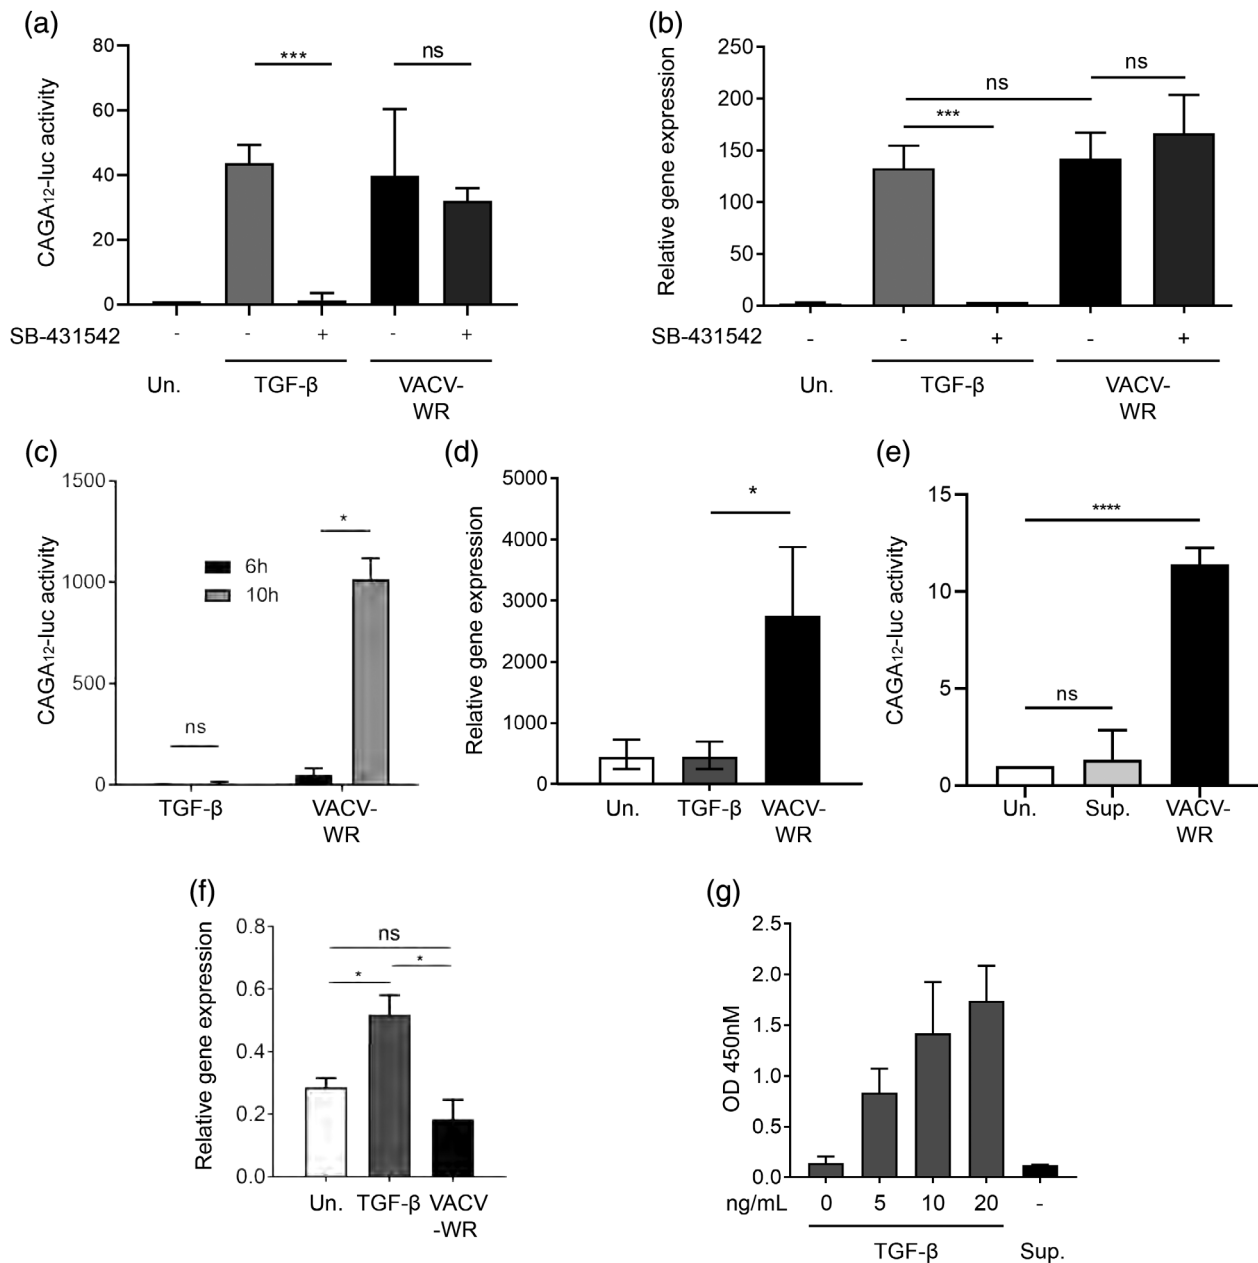 (a)
CAGA12-luc activity
80
60
40
20
0
***
ns
SB-431542 - - + - +
Un. TGF-β VACV-
WR
(b)
Relative gene expression
250
200
150
100
50
0
ns
ns
***
SB-431542 - - + - +
Un. TGF-β VACV-
WR
(c)
CAGA12-luc activity
1500
1000
500
0
*
6h
10h
ns
TGF-β VACV-
WR
(d)
Relative gene expression
5000
4000
3000
2000
1000
0
*
Un. TGF-β VACV-
WR
(e)
CAGA12-luc activity
15
10
5
0
****
ns
Un. Sup. VACV-
WR
(f)
Relative gene expression
0.8
0.6
0.4
0.2
0.0
ns
* *
Un. TGF-β VACV
-WR
(g)
OD 450nM
2.5
2.0
1.5
1.0
0.5
0.0
ng/mL 0 5 10 20 -
TGF-β Sup.